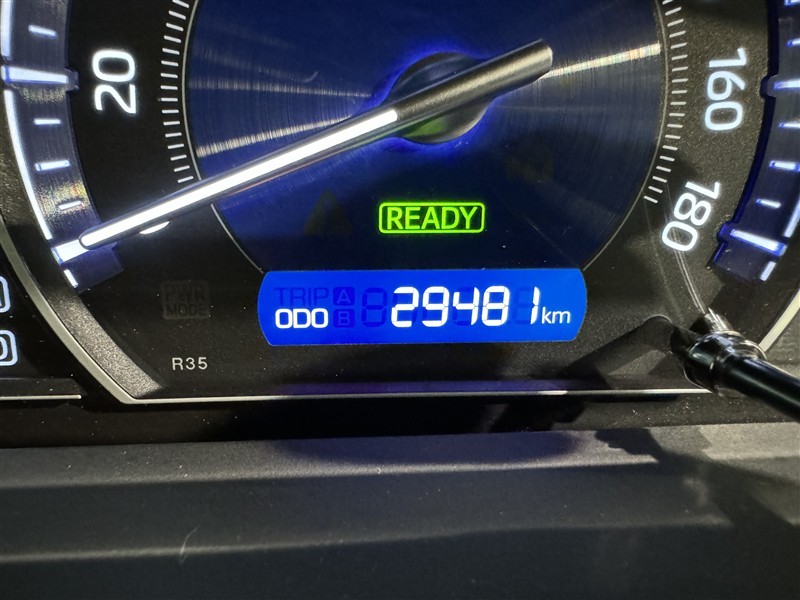 20
160
180
READY
TRIP A
ODO B 29481 km
PWR
MODE
R35